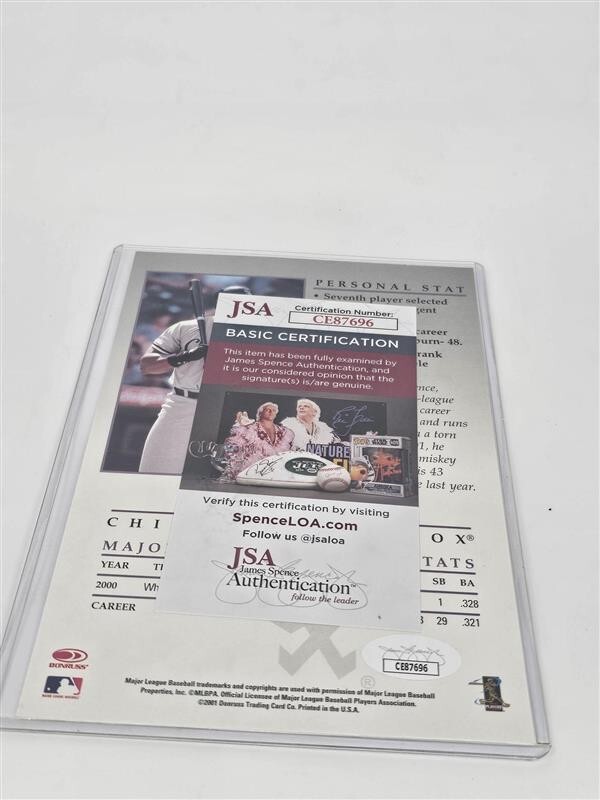 PERSONAL STAT
• Seventh player selected
gent
career
burn- 48.
rank
ple
nce,
-league
career
and runs
a torn
1, he
miskey
is 43
e last year.
JSA
Certification Number:
CE87696
BASIC CERTIFICATION
This item has been fully examined by
James Spence Authentication, and
it is our considered opinion that the
signature(s) is/are genuine.
NATURE
JETS
Verify this certification by visiting
SpenceLOA.com
Follow us @jsaloa
JSA
James Spence
Authentication™
follow the leader
CHI
OX®
MAJO
TATS
YEAR
SB BA
2000 Wh
1 .328
CAREER
29 .321
CE87696
DONRUSS
®
Major League Baseball trademarks and copyrights are used with permission of Major League Baseball
Properties, Inc. ©MLBPA. Official Licensee of Major League Baseball Players Association.
©2001 Donruss Trading Card Co. Printed in the U.S.A.